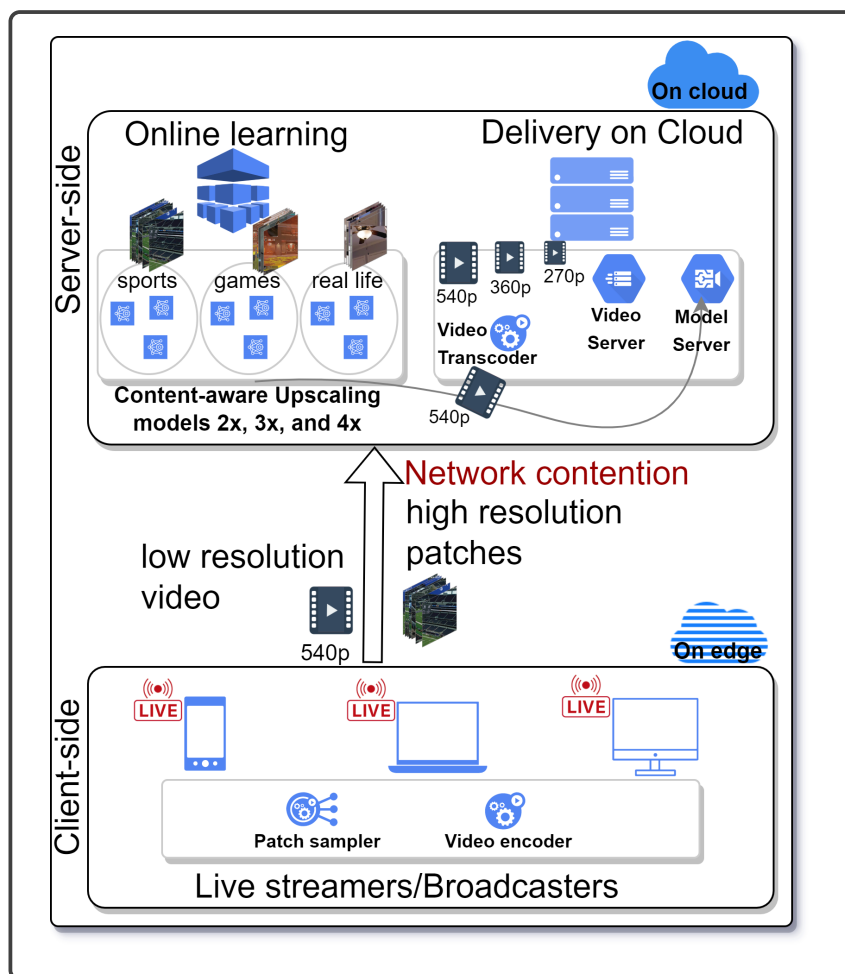 On cloud
Server-side
Online learning
Delivery on Cloud
sports
games
real life
540p
360p
270p
Video
Transcoder
Video
Server
Model
Server
Content-aware Upscaling
models 2x, 3x, and 4x
540p
Network contention
high resolution
patches
low resolution
video
540p
On edge
Client-side
LIVE
LIVE
LIVE
Patch sampler
Video encoder
Live streamers/Broadcasters